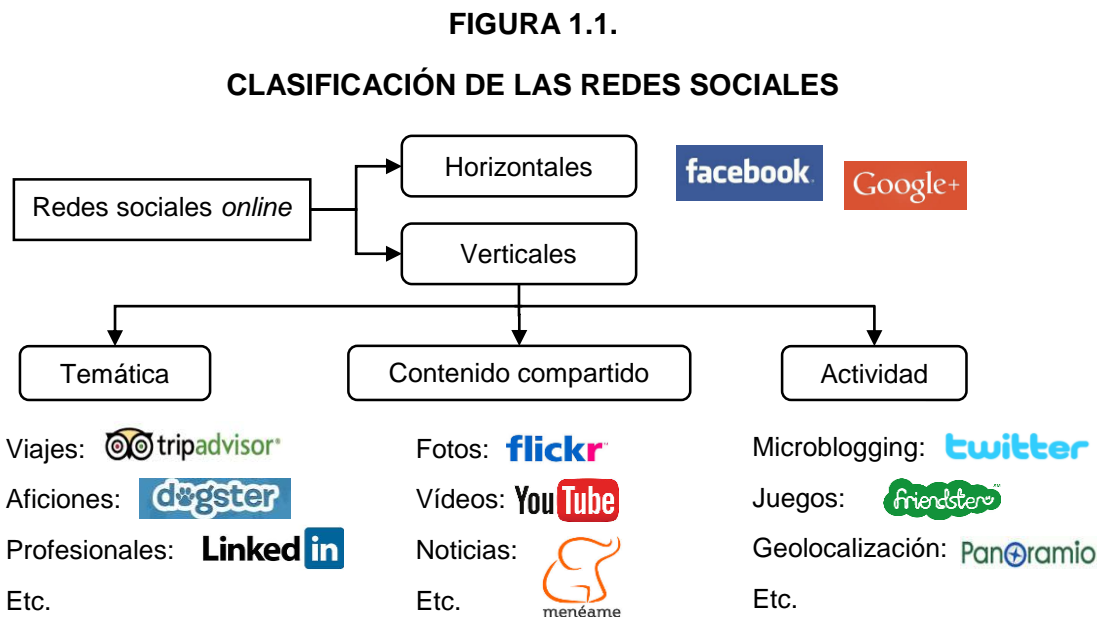 FIGURA 1.1.
CLASIFICACIÓN DE LAS REDES SOCIALES
Horizontales
facebook
Google+
Redes sociales online
Verticales
Temática
Contenido compartido
Actividad
Viajes: tripadvisor
Aficiones: dogster
Profesionales: Linked in
Etc.
Fotos: flickr
Vídeos: YouTube
Noticias: menéame
Etc.
Microblogging: twitter
Juegos: friendster
Geolocalización: Panoramio
Etc.